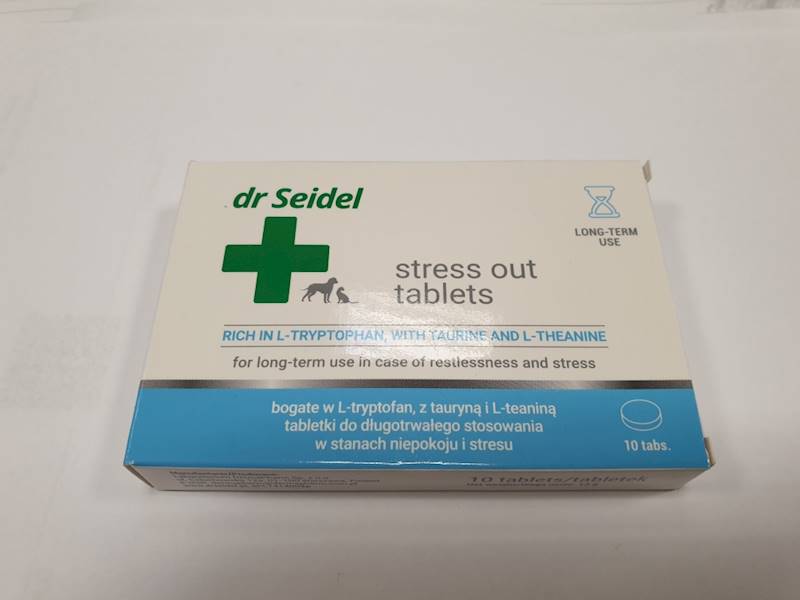 dr Seidel
LONG-TERM
USE
stress out
tablets
RICH IN L-TRYPTOPHAN, WITH TAURINE AND L-THEANINE
for long-term use in case of restlessness and stress
bogate w L-tryptofan, z tauryną i L-teaniną
tabletki do długotrwałego stosowania
w stanach niepokoju i stresu
10 tabs.
10 tablets/tabletek